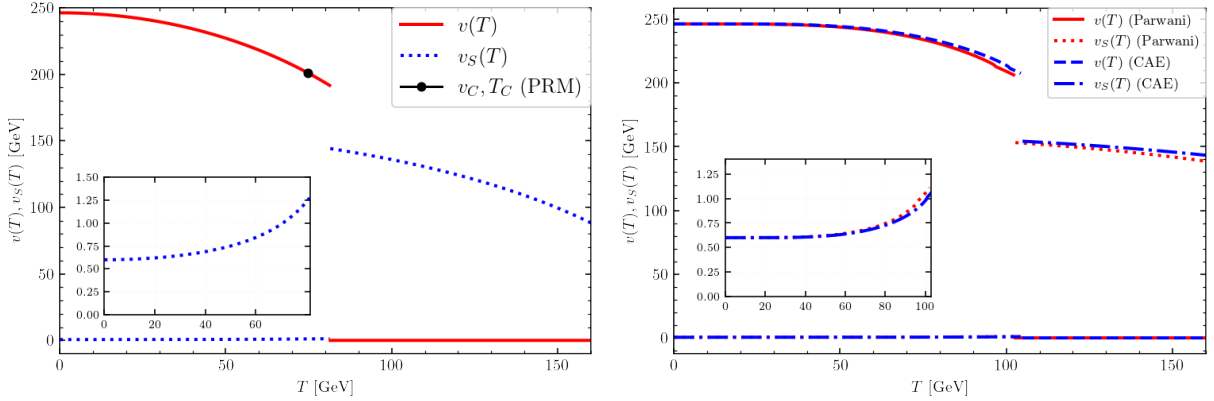 250
200
150
100
50
0
v(T), v_S(T) [GeV]
v(T)
v_S(T)
v_C, T_C (PRM)
1.50
1.25
1.00
0.75
0.50
0.25
0.00
0 20 40 60
0 50 100 150
T [GeV]
250
200
150
100
50
0
v(T), v_S(T) [GeV]
v(T) (Parwani)
v_S(T) (Parwani)
v(T) (CAE)
v_S(T) (CAE)
1.25
1.00
0.75
0.50
0.25
0.00
0 20 40 60 80 100
0 50 100 150
T [GeV]